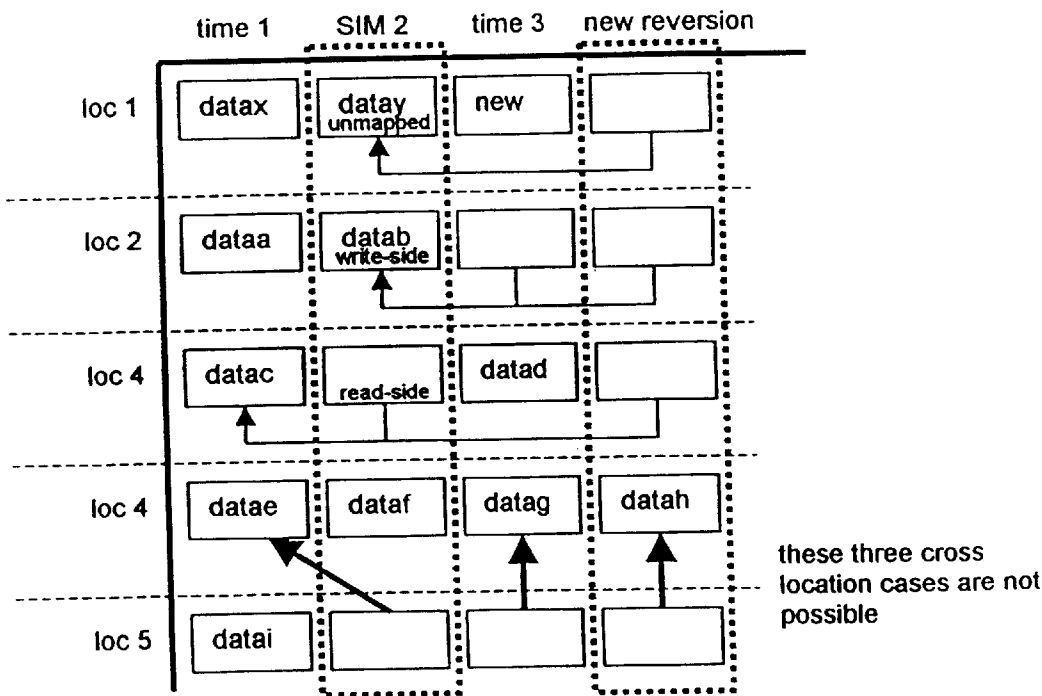 time 1 SIM 2 time 3 new reversion
loc 1 datax datay new
unmapped
loc 2 dataa datab
write-side
loc 4 datac datad
read-side
loc 4 datae dataf datag datah
these three cross
location cases are not
possible
loc 5 datai